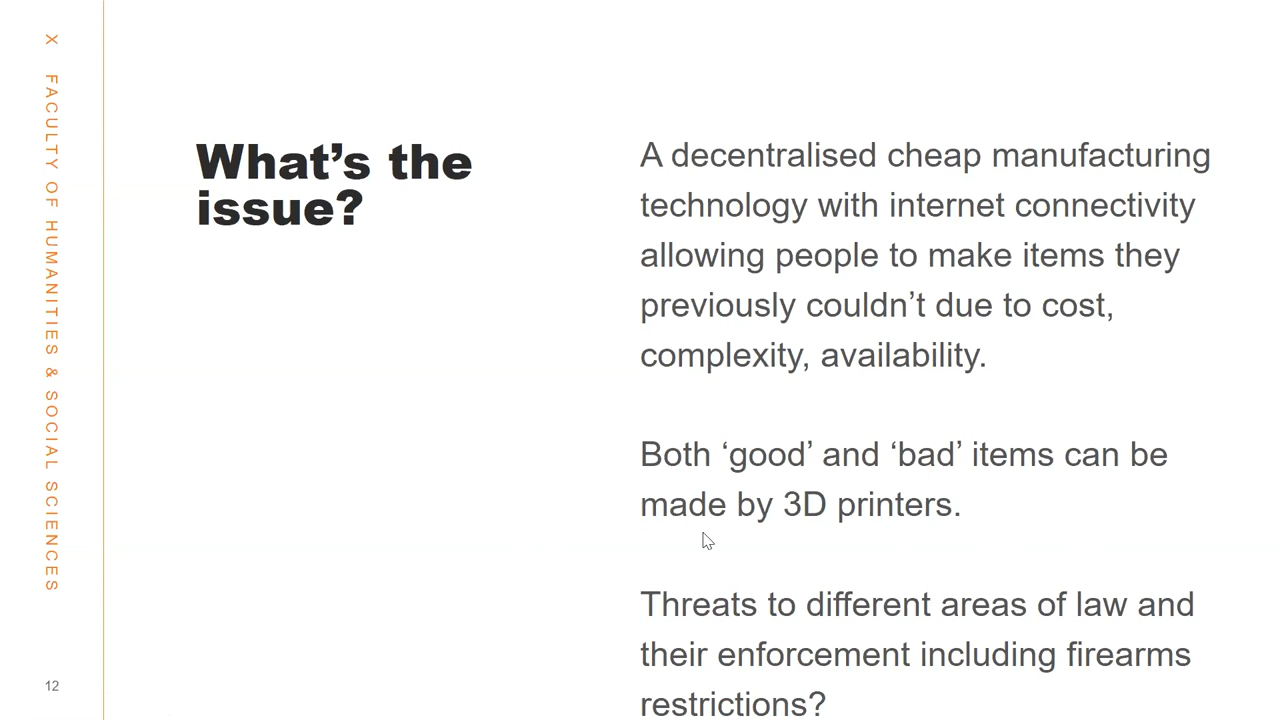 X FACULTY OF HUMANITIES & SOCIAL SCIENCES
What’s the
issue?
A decentralised cheap manufacturing
technology with internet connectivity
allowing people to make items they
previously couldn’t due to cost,
complexity, availability.
Both ‘good’ and ‘bad’ items can be
made by 3D printers.
Threats to different areas of law and
their enforcement including firearms
restrictions?
12